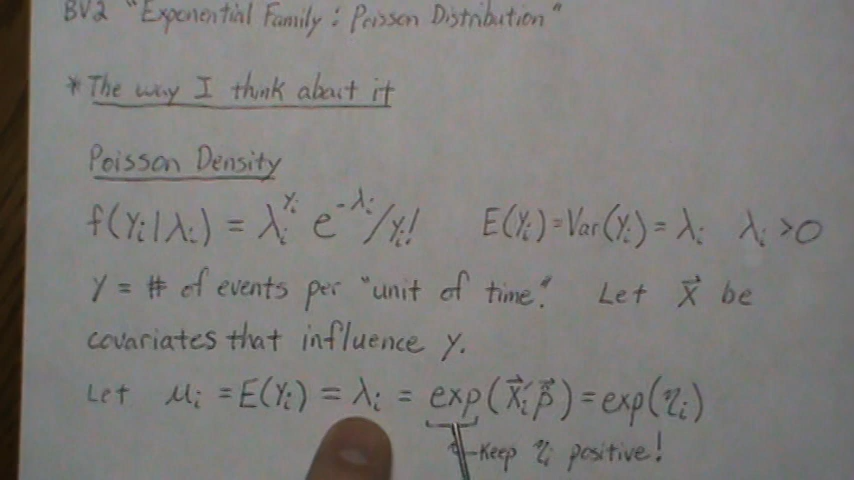 BV2 "Exponential Family: Poisson Distribution"
* The way I think about it
Poisson Density
f(Yi|λi) = λi^Yi e^-λi/Yi! E(Yi)=Var(Yi)=λi λi>0
Y = # of events per "unit of time". Let X⃗ be
covariates that influence Y.
Let μi = E(Yi) = λi = exp(X⃗i'β⃗) = exp(ηi)
Keep ηi positive!